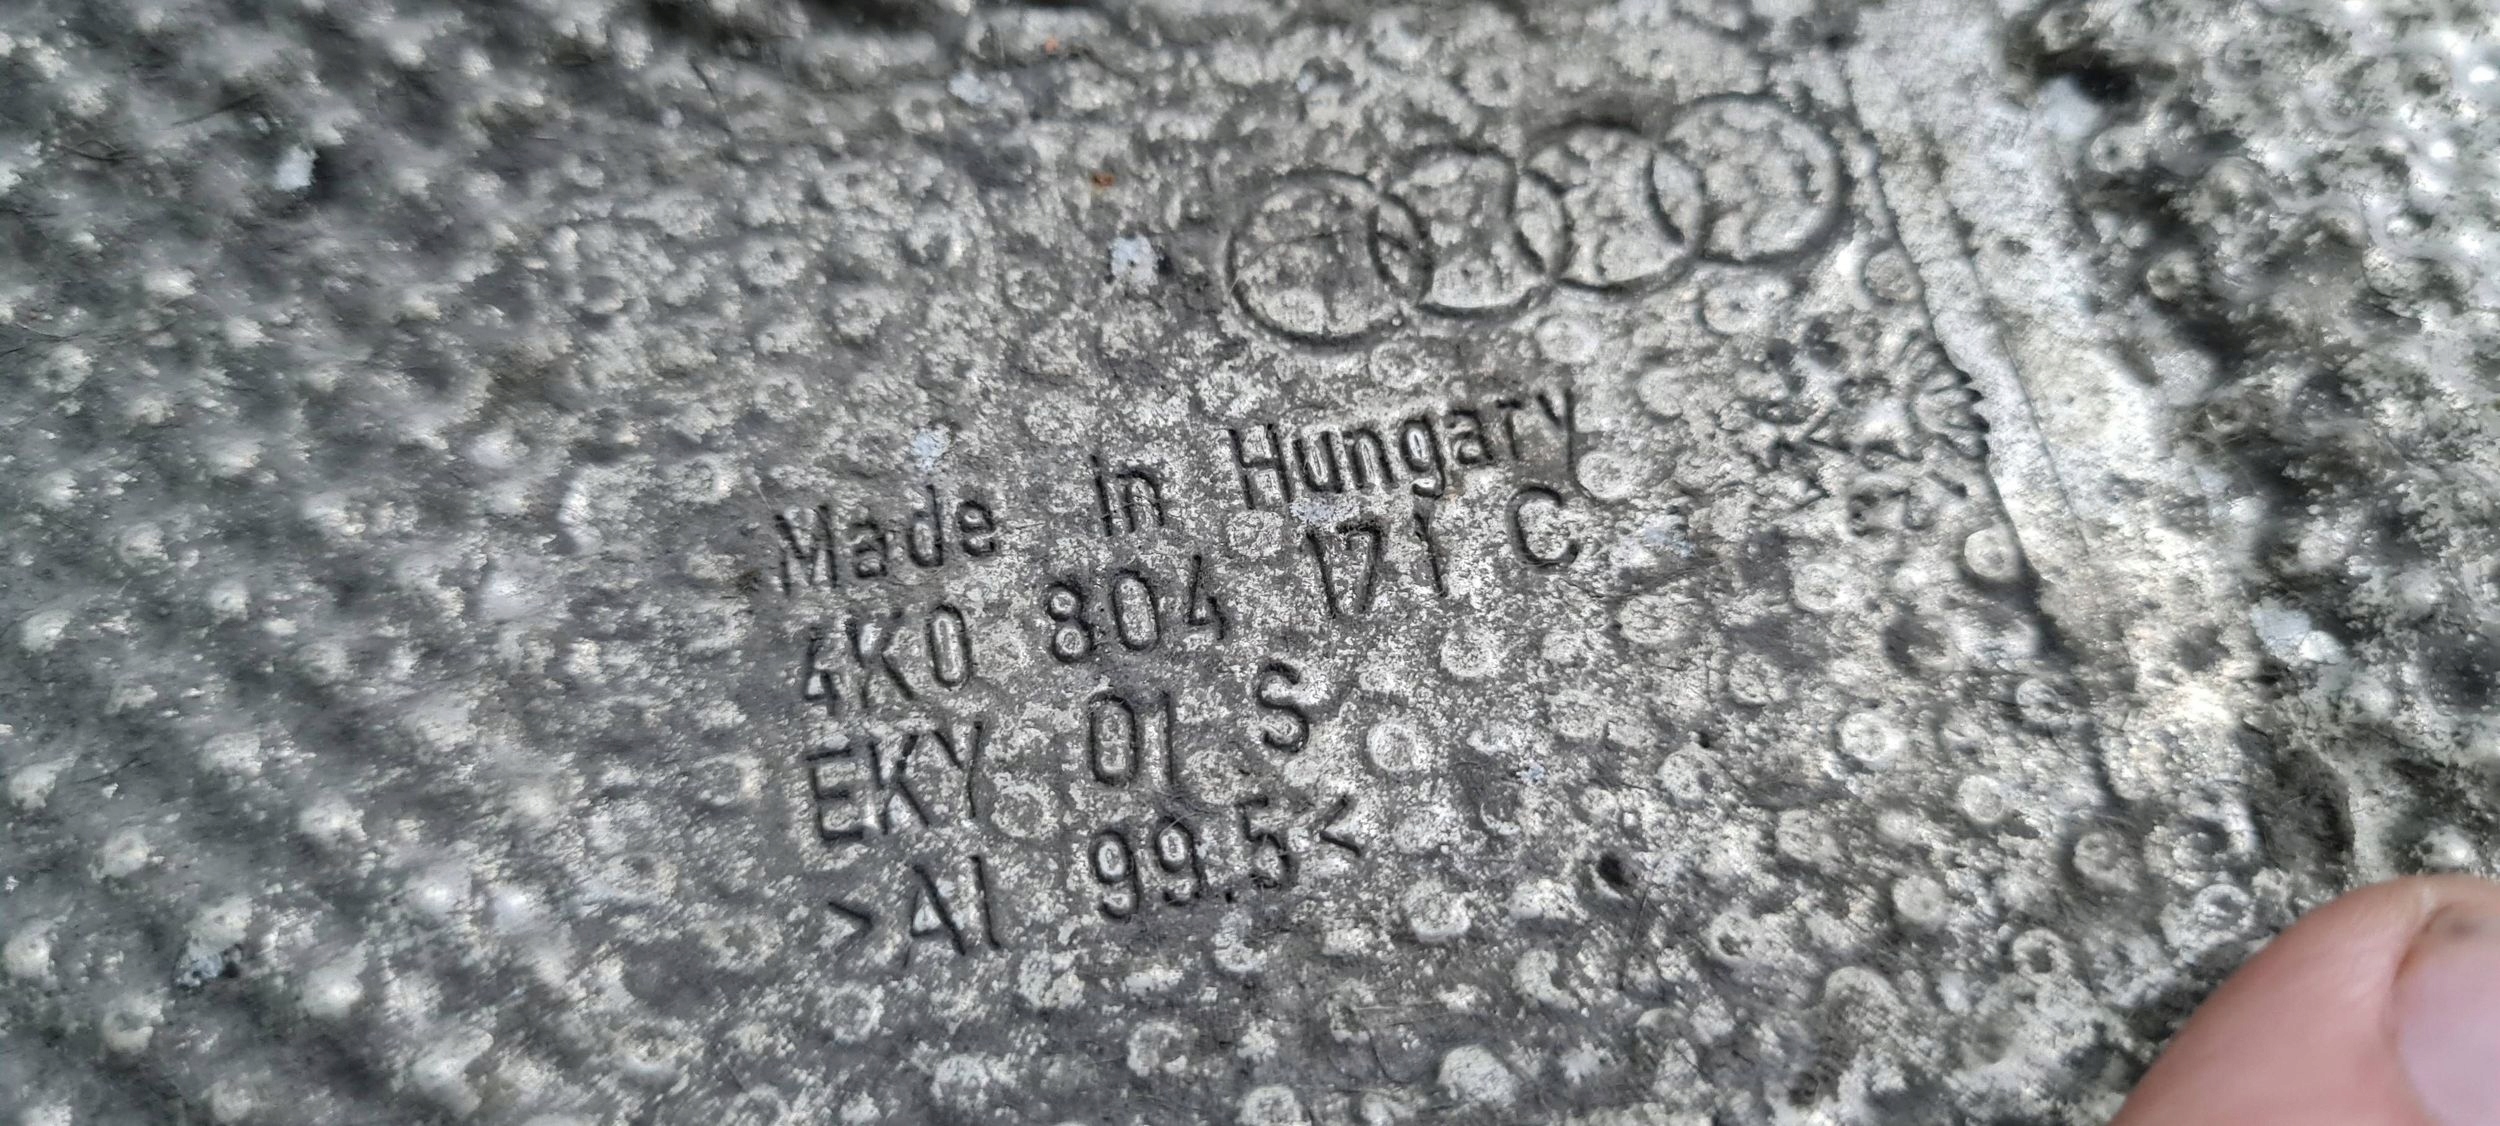 Made in Hungary
4K0 804 171 C
EKY 01 S
>Al 99.5<